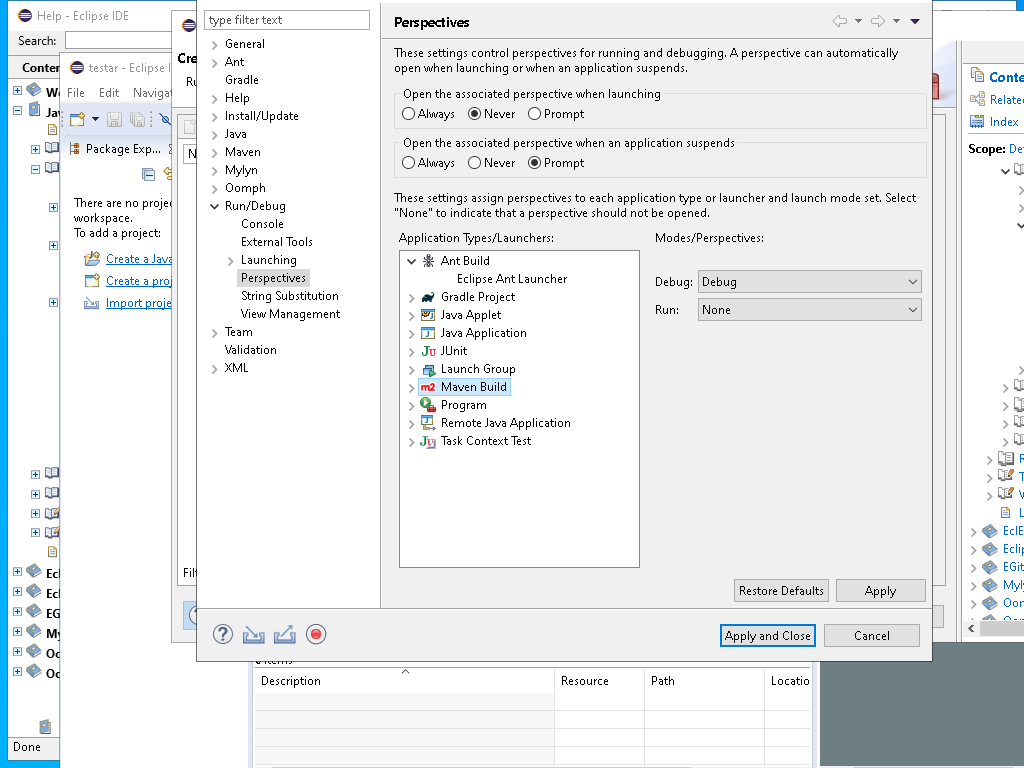 Help - Eclipse IDE
Search:
Conten
Ja
Ecl
Ecl
EG
My
Oo
Oo
Done
testar - Eclipse I
File Edit Navigat
Package Exp...
There are no projec
workspace.
To add a project:
Create a Java
Create a proj
Import proje
Cre
Ru
N
Filt
type filter text
General
Ant
Gradle
Help
Install/Update
Java
Maven
Mylyn
Oomph
Run/Debug
Console
External Tools
Launching
Perspectives
String Substitution
View Management
Team
Validation
XML
Perspectives
These settings control perspectives for running and debugging. A perspective can automatically
open when launching or when an application suspends.
Open the associated perspective when launching
Always Never Prompt
Open the associated perspective when an application suspends
Always Never Prompt
These settings assign perspectives to each application type or launcher and launch mode set. Select
"None" to indicate that a perspective should not be opened.
Application Types/Launchers:
Ant Build
Eclipse Ant Launcher
Gradle Project
Java Applet
Java Application
Ju JUnit
Launch Group
m2 Maven Build
Program
Remote Java Application
Ju Task Context Test
Modes/Perspectives:
Debug: Debug
Run: None
Restore Defaults Apply
Apply and Close Cancel
Description Resource Path Locatio
Conte
Relate
Index
Scope: De
R
T
V
L
EclE
Eclip
EGit
Myl
Oor